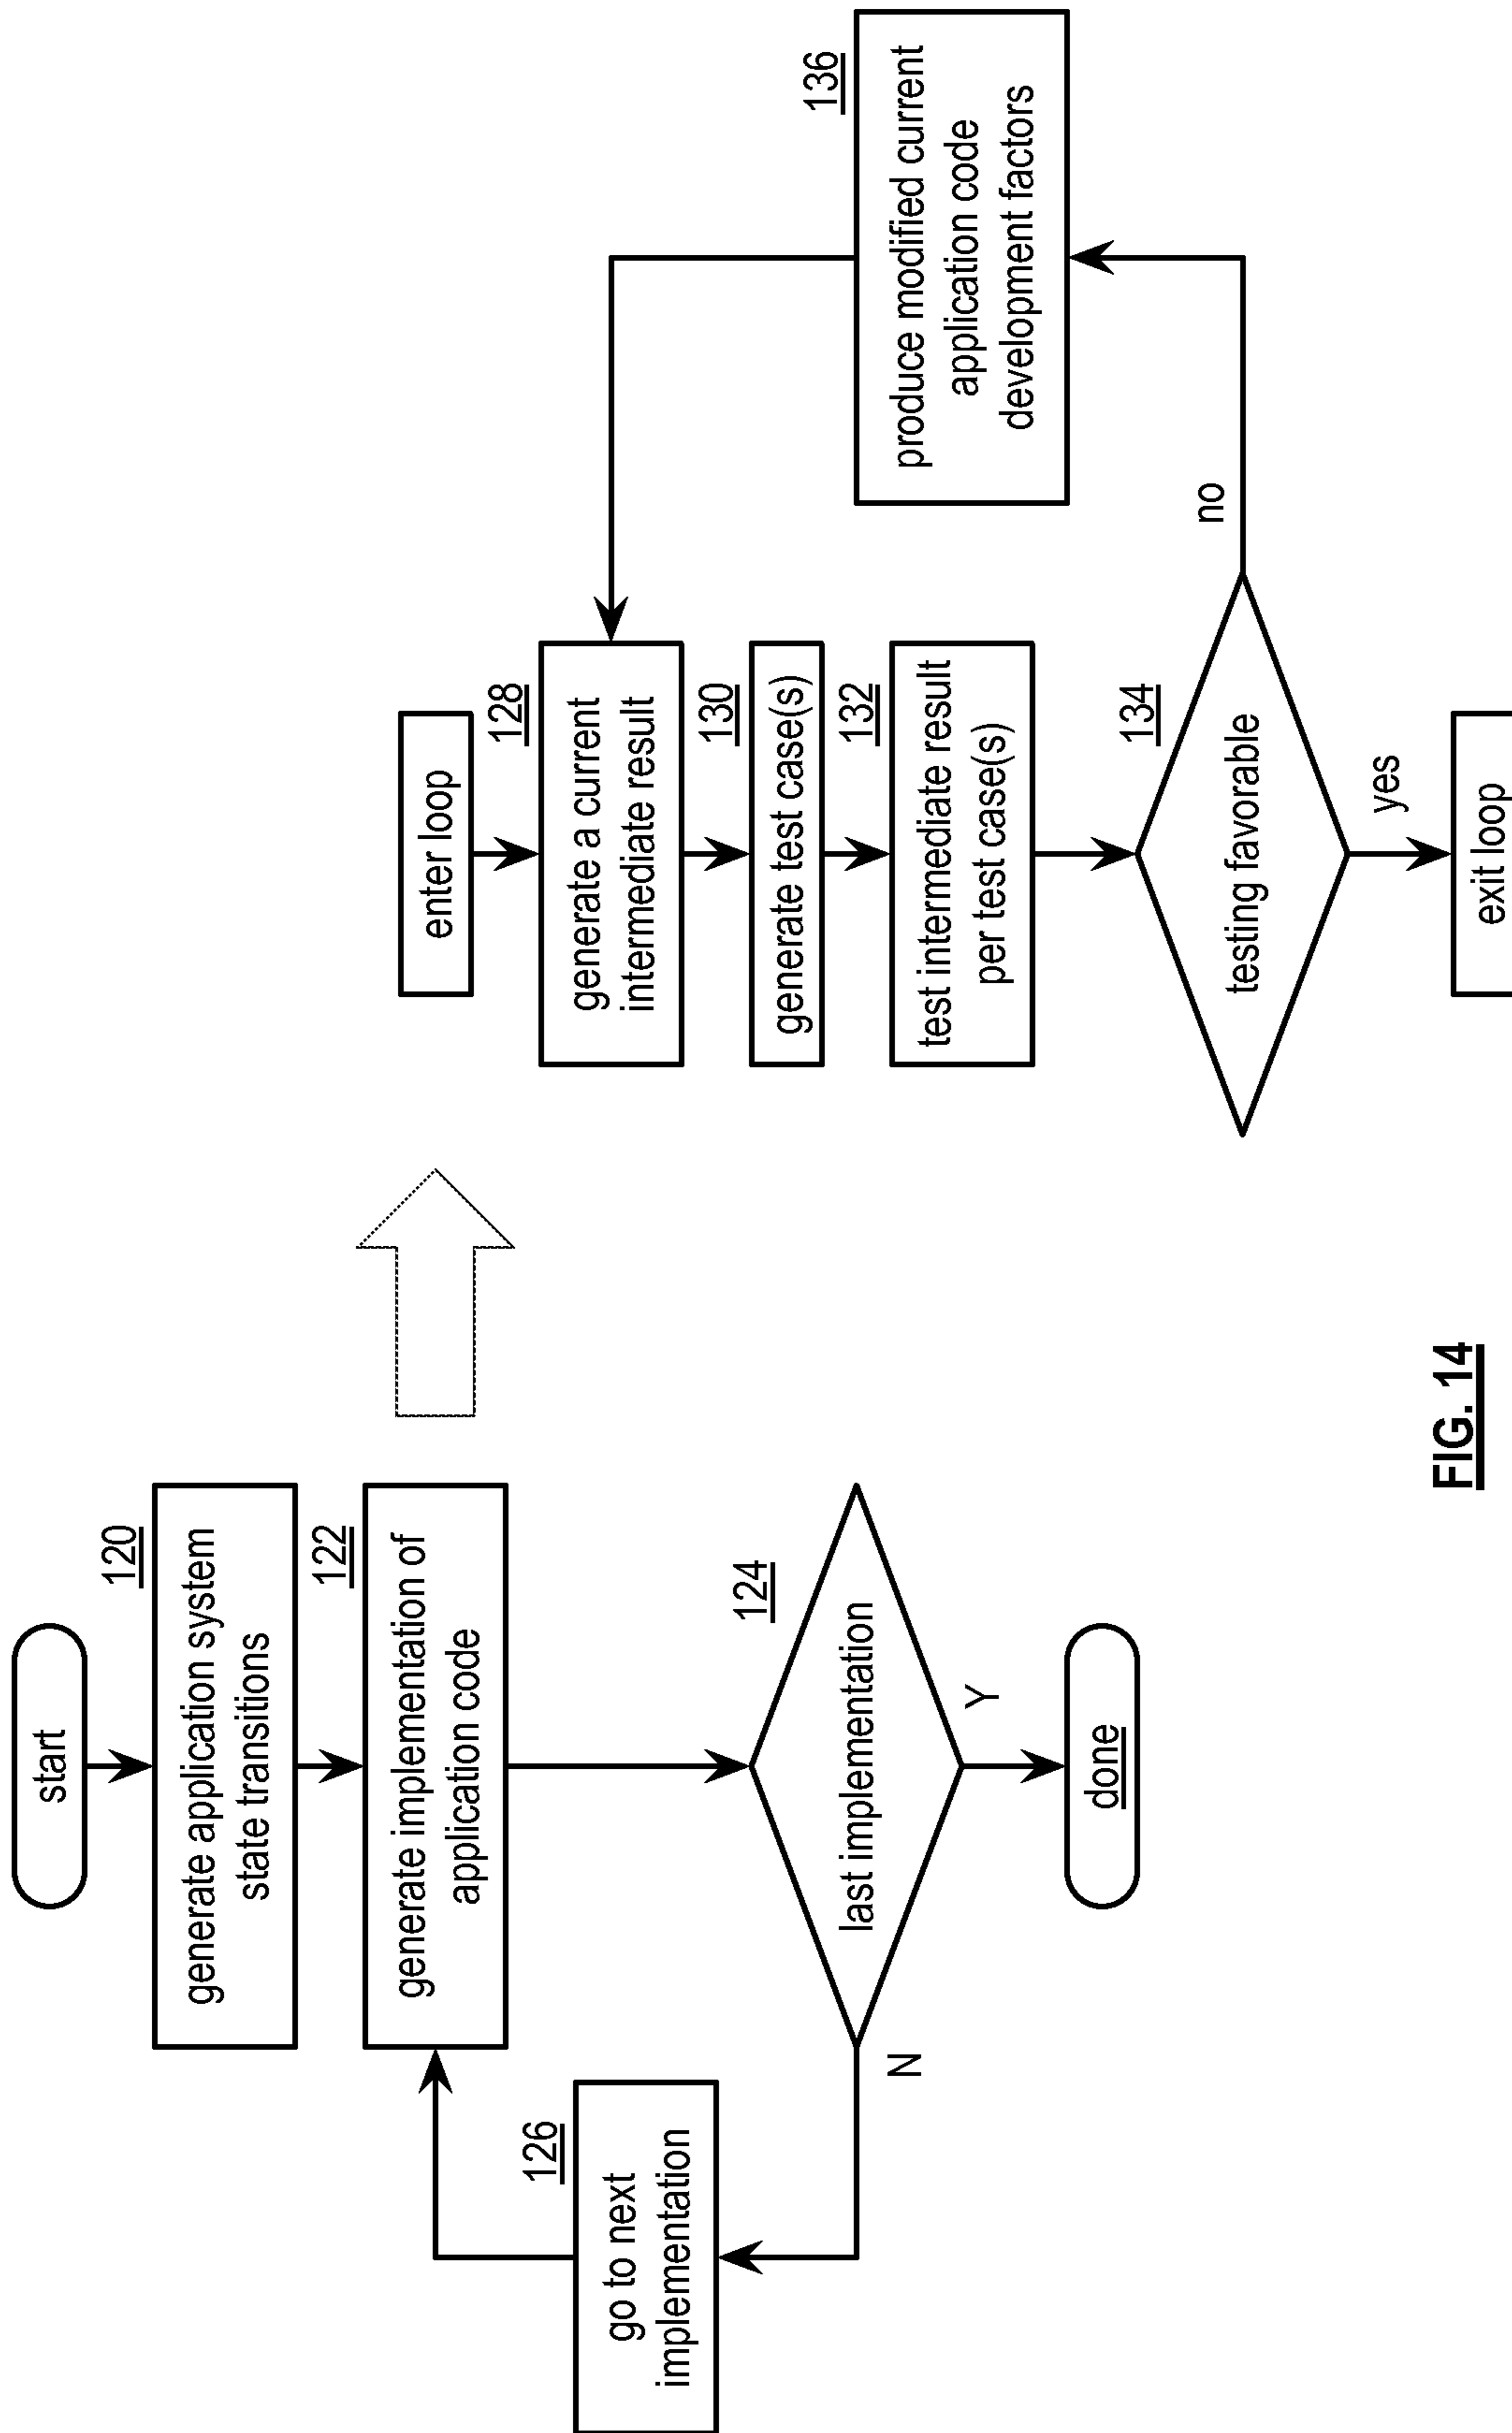 start
120
generate application system
state transitions
122
generate implementation of
application code
124
last implementation
N
Y
126
go to next
implementation
done
enter loop
128
generate a current
intermediate result
130
generate test case(s)
132
test intermediate result
per test case(s)
134
testing favorable
no
yes
136
produce modified current
application code
development factors
exit loop
FIG. 14